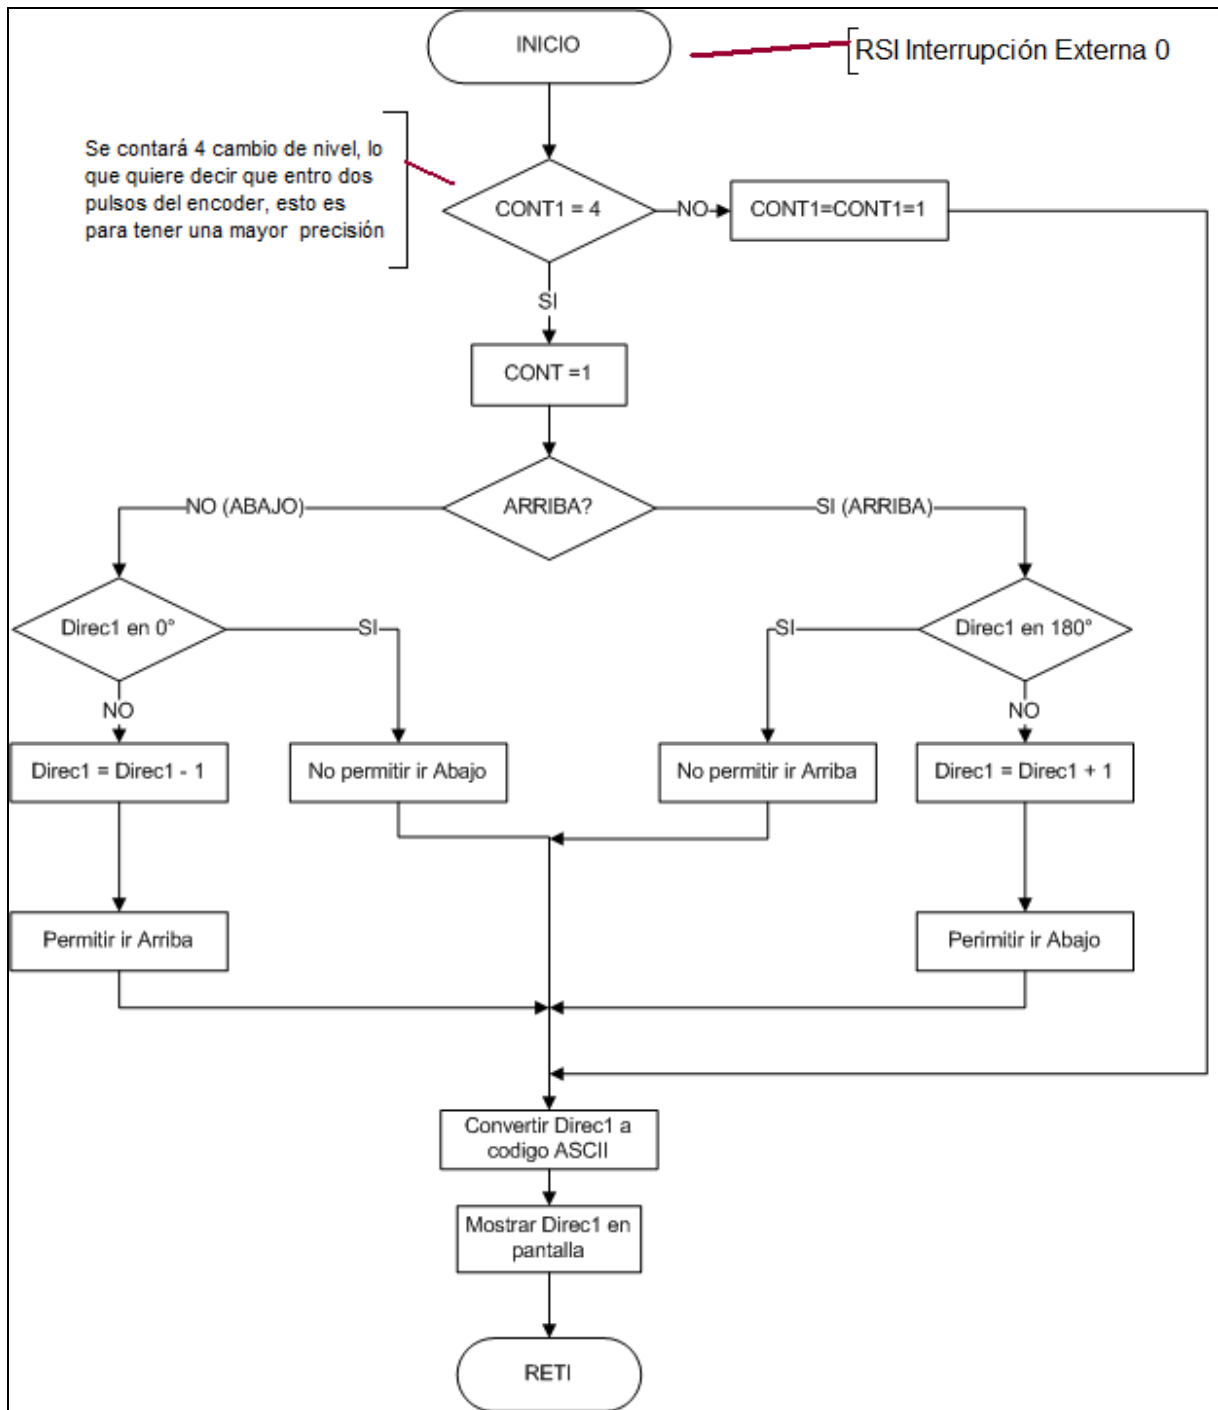 INICIO
RSI Interrupción Externa 0
Se contará 4 cambio de nivel, lo
que quiere decir que entro dos
pulsos del encoder, esto es
para tener una mayor precisión
CONT1 = 4
NO
CONT1=CONT1=1
SI
CONT =1
NO (ABAJO)
ARRIBA?
SI (ARRIBA)
Direc1 en 0°
SI
SI
Direc1 en 180°
NO
NO
Direc1 = Direc1 - 1
No permitir ir Abajo
No permitir ir Arriba
Direc1 = Direc1 + 1
Permitir ir Arriba
Perimitir ir Abajo
Convertir Direc1 a
codigo ASCII
Mostrar Direc1 en
pantalla
RETI